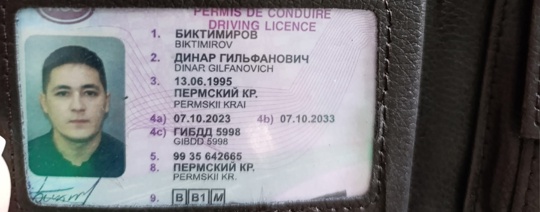 PERMIS DE CONDUIRE
DRIVING LICENCE
1. БИКТИМИРОВ
BIKTIMIROV
2. ДИНАР ГИЛЬФАНОВИЧ
DINAR GILFANOVICH
3. 13.06.1995
ПЕРМСКИЙ КР.
PERMSKII KRAI
4a) 07.10.2023 4b) 07.10.2033
4c) ГИБДД 5998
GIBDD 5998
5. 99 35 642665
8. ПЕРМСКИЙ КР.
PERMSKII KR.
9. B B1 M